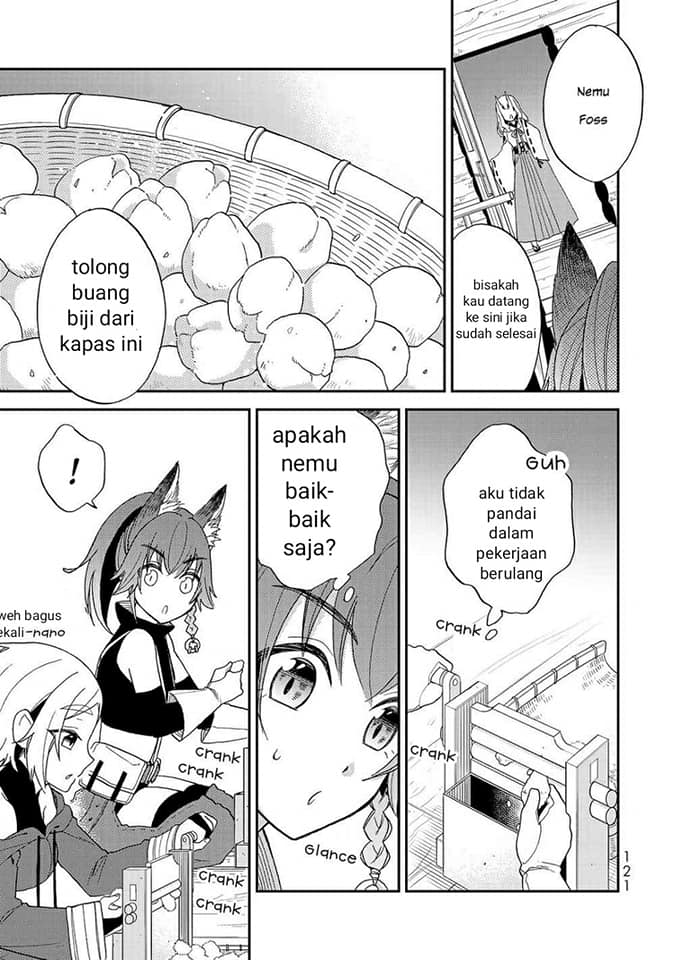 Nemu
Foss
bisakah
kau datang
ke sini jika
sudah selesai
tolong
buang
biji dari
kapas ini
GUH
aku tidak
pandai
dalam
pekerjaan
berulang
crank
crank
apakah
nemu
baik-
baik
saja?
Glance
!
weh bagus
ekali-nano
crank
crank
crank
crank
121